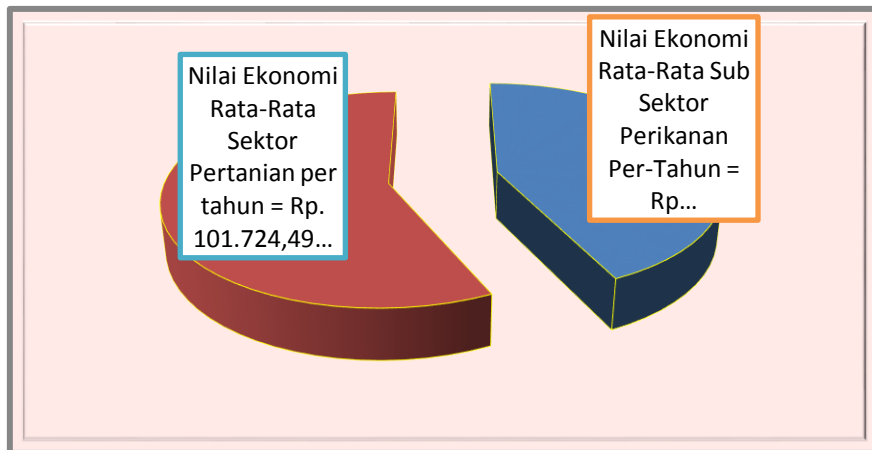 Nilai Ekonomi
Rata-Rata
Sektor
Pertanian per
tahun = Rp.
101.724,49...
Nilai Ekonomi
Rata-Rata Sub
Sektor
Perikanan
Per-Tahun =
Rp...